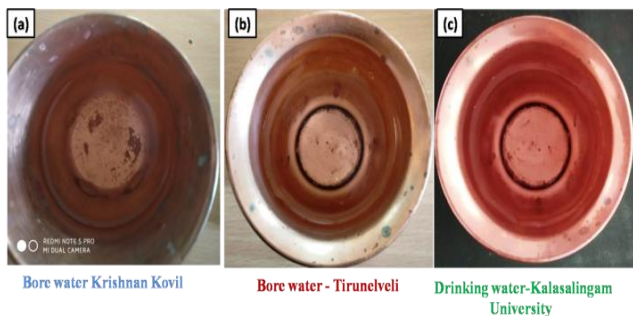 (a)
(b)
(c)
REDMI NOTE 5 PRO
MI DUAL CAMERA
Bore water Krishnan Kovil
Bore water - Tirunelveli
Drinking water-Kalasalingam
University